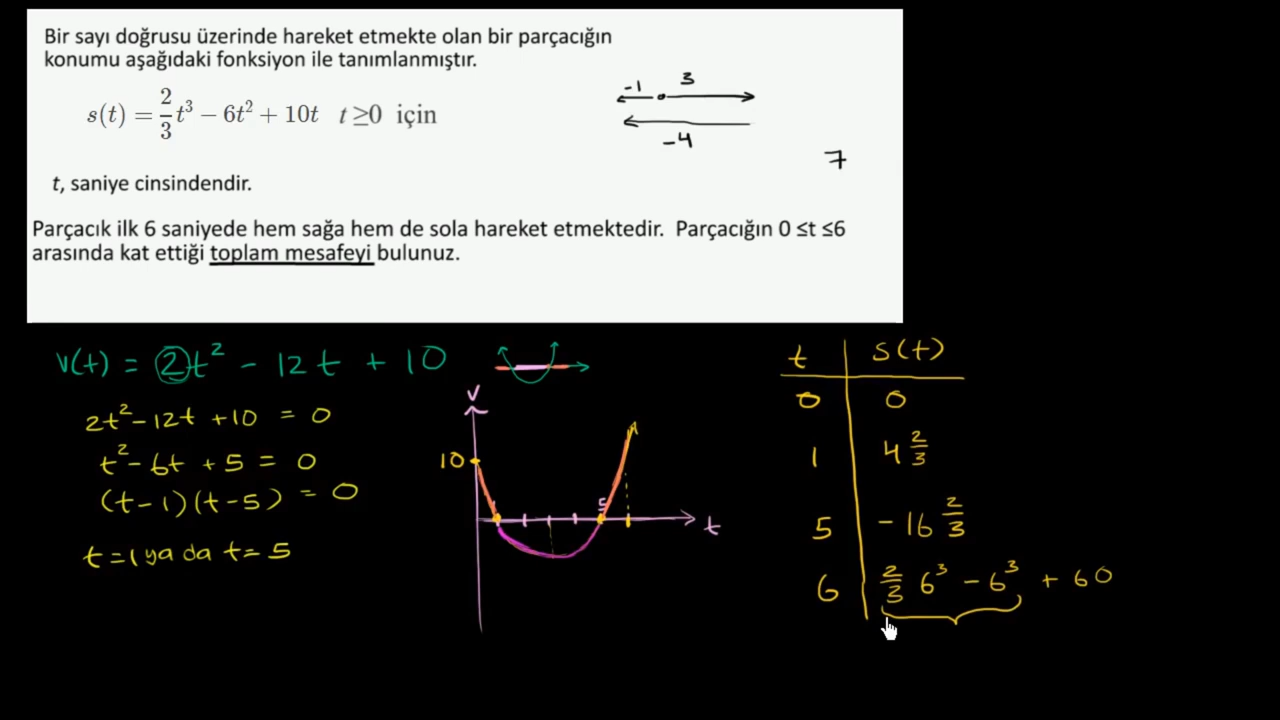 Bir sayı doğrusu üzerinde hareket etmekte olan bir parçacığın
konumu aşağıdaki fonksiyon ile tanımlanmıştır.
s(t) = 2/3 t³ − 6t² + 10t t ≥0 için
-1 3
-4
7
t, saniye cinsindendir.
Parçacık ilk 6 saniyede hem sağa hem de sola hareket etmektedir. Parçacığın 0 ≤t ≤6
arasında kat ettiği toplam mesafeyi bulunuz.
v(t) = 2t² - 12t + 10
2t² - 12t + 10 = 0
t² - 6t + 5 = 0
(t - 1)(t - 5) = 0
t = 1 ya da t = 5
v
10
1
5
t
t s(t)
0 0
1 4 2/3
5 - 16 2/3
6 2/3 6³ - 6³ + 60